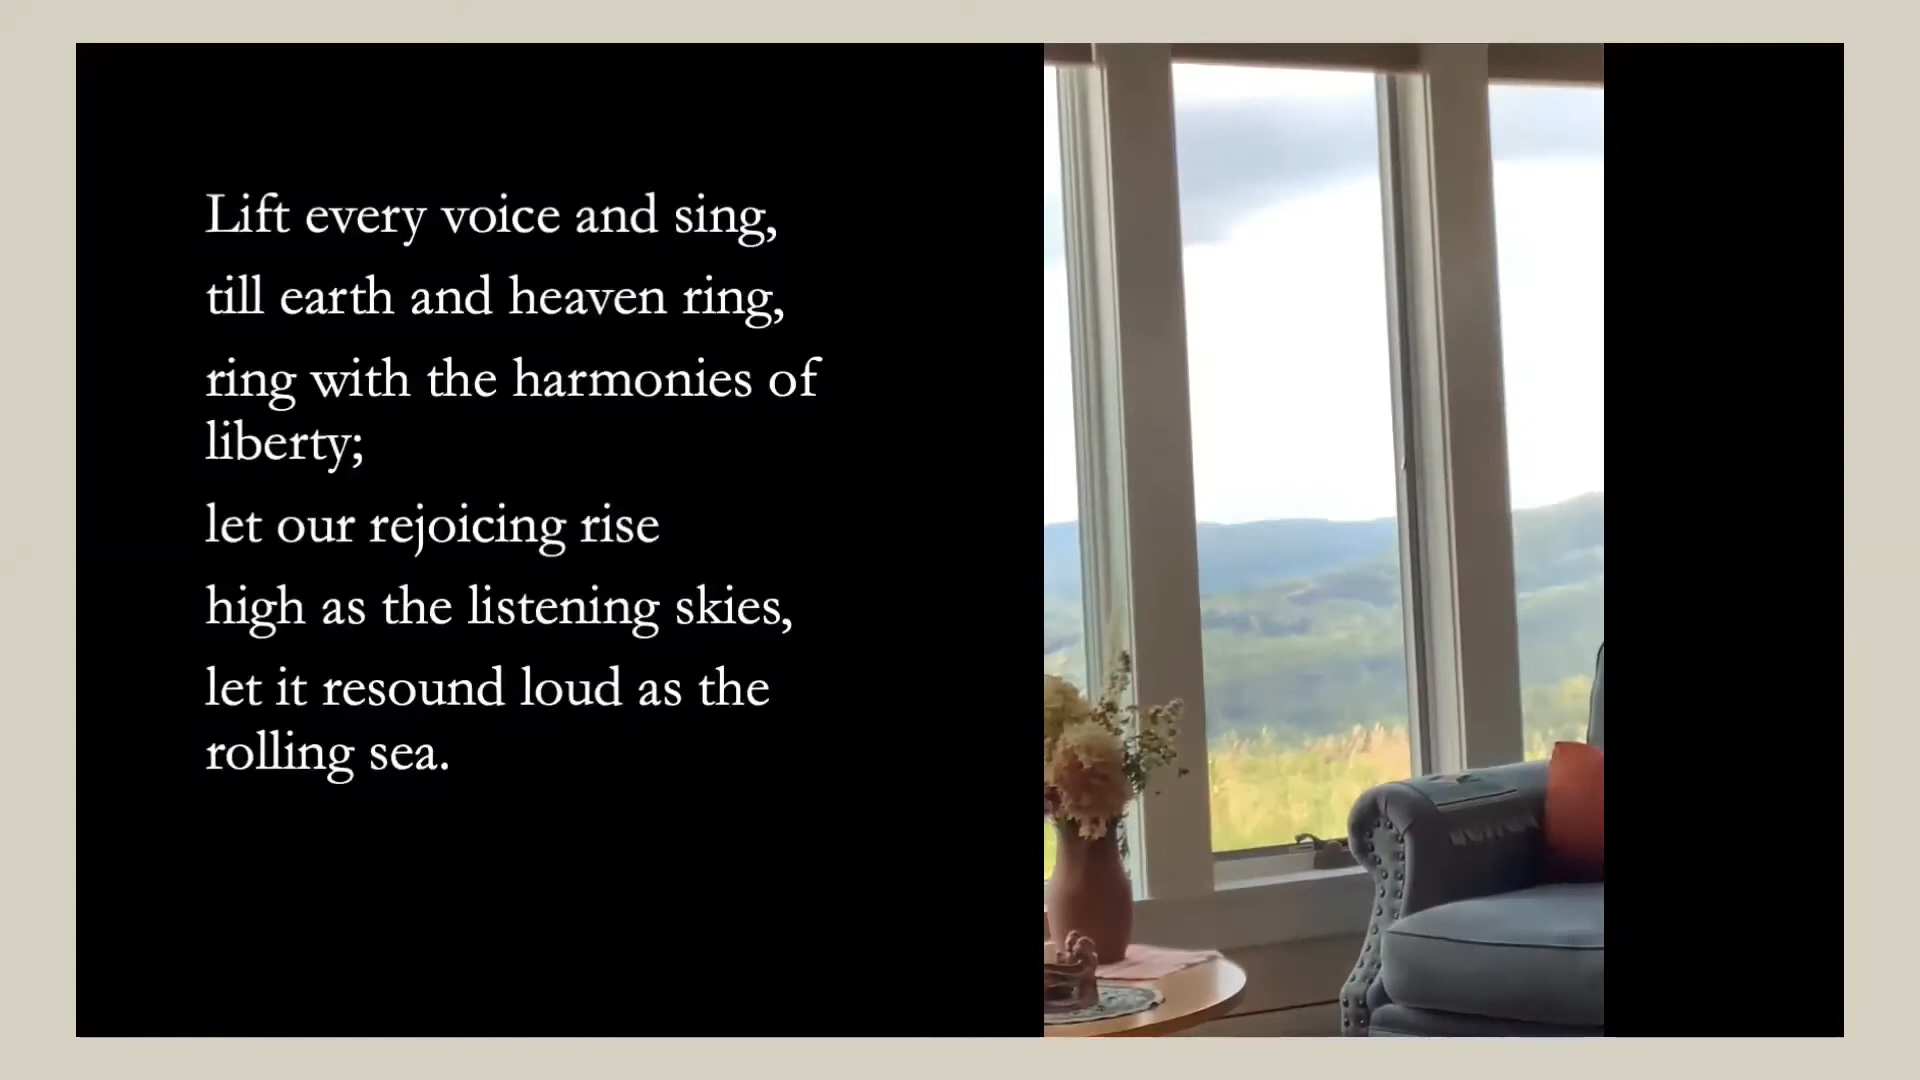 Lift every voice and sing,
till earth and heaven ring,
ring with the harmonies of
liberty;
let our rejoicing rise
high as the listening skies,
let it resound loud as the
rolling sea.